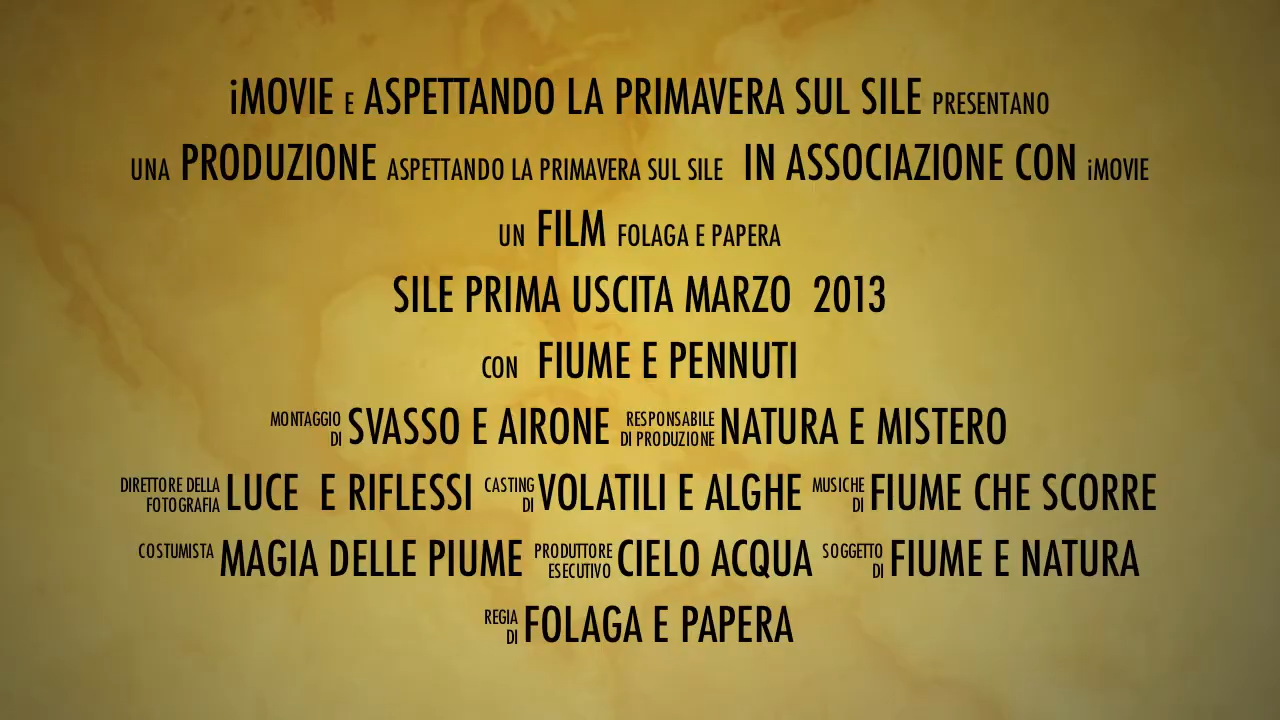 iMOVIE E ASPETTANDO LA PRIMAVERA SUL SILE PRESENTANO
UNA PRODUZIONE ASPETTANDO LA PRIMAVERA SUL SILE IN ASSOCIAZIONE CON iMOVIE
UN FILM FOLAGA E PAPERA
SILE PRIMA USCITA MARZO 2013
CON FIUME E PENNUTI
MONTAGGIO DI SVASSO E AIRONE RESPONSABILE DI PRODUZIONE NATURA E MISTERO
DIRETTORE DELLA FOTOGRAFIA LUCE E RIFLESSI CASTING DI VOLATILI E ALGHE MUSICHE DI FIUME CHE SCORRE
COSTUMISTA MAGIA DELLE PIUME PRODUTTORE ESECUTIVO CIELO ACQUA SOGGETTO DI FIUME E NATURA
REGIA DI FOLAGA E PAPERA